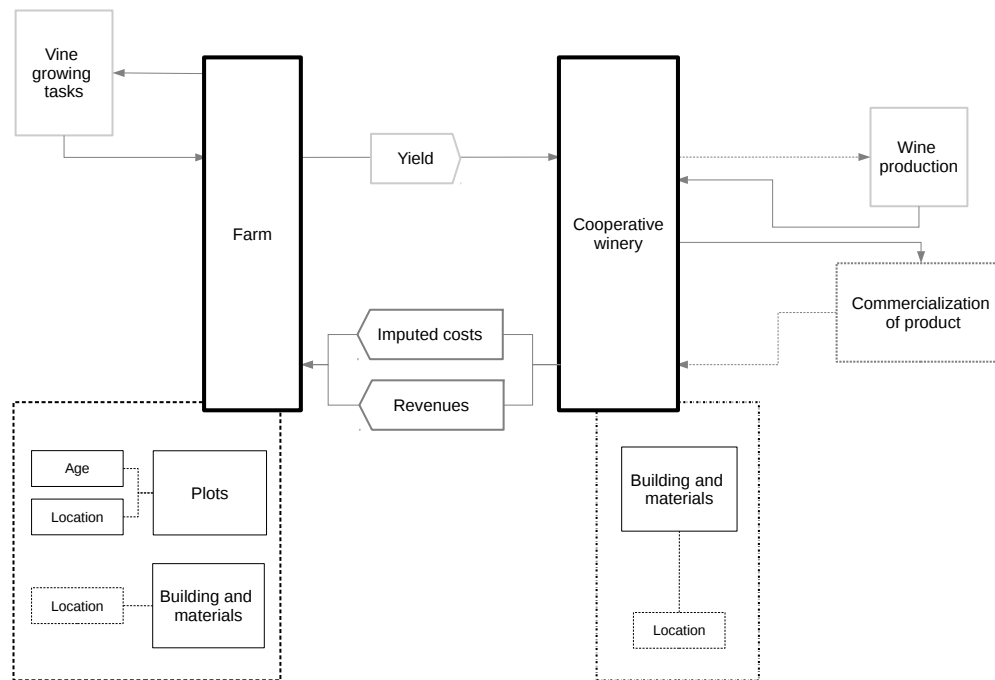 Vine
growing
tasks
Yield
Wine
production
Farm
Cooperative
winery
Imputed costs
Commercialization
of product
Revenues
Age
Plots
Location
Building and
materials
Location
Building and
materials
Location